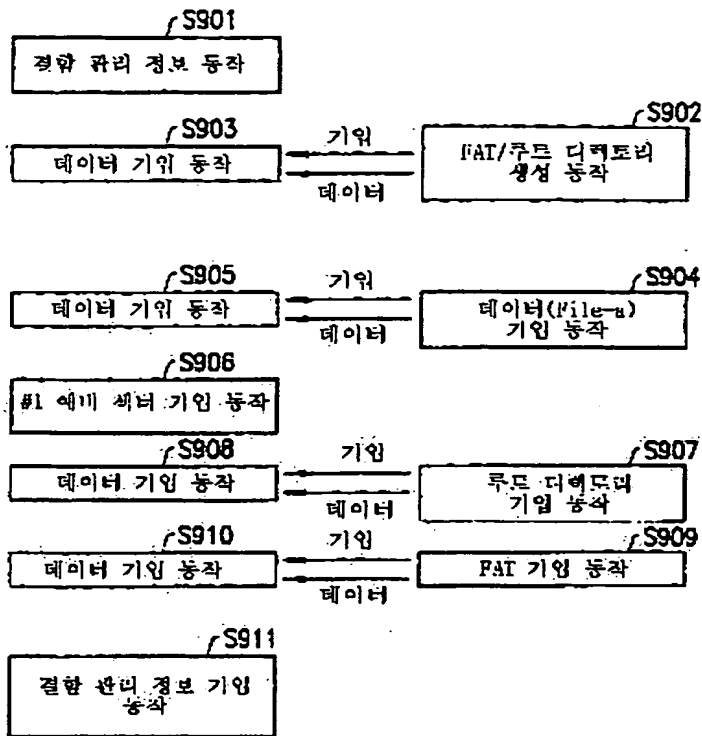 S901
결함 관리 정보 동작
S902
S903
기입
데이터 기입 동작
FAT/루트 디렉토리
생성 동작
데이터
S905
기입
S904
데이터 기입 동작
데이터(File-a)
기입 동작
데이터
S906
#1 예비 섹터 기입 동작
S908
기입
S907
데이터 기입 동작
루트 디렉토리
기입 동작
데이터
S910
기입
S909
데이터 기입 동작
FAT 기입 동작
데이터
S911
결함 관리 정보 기입
동작